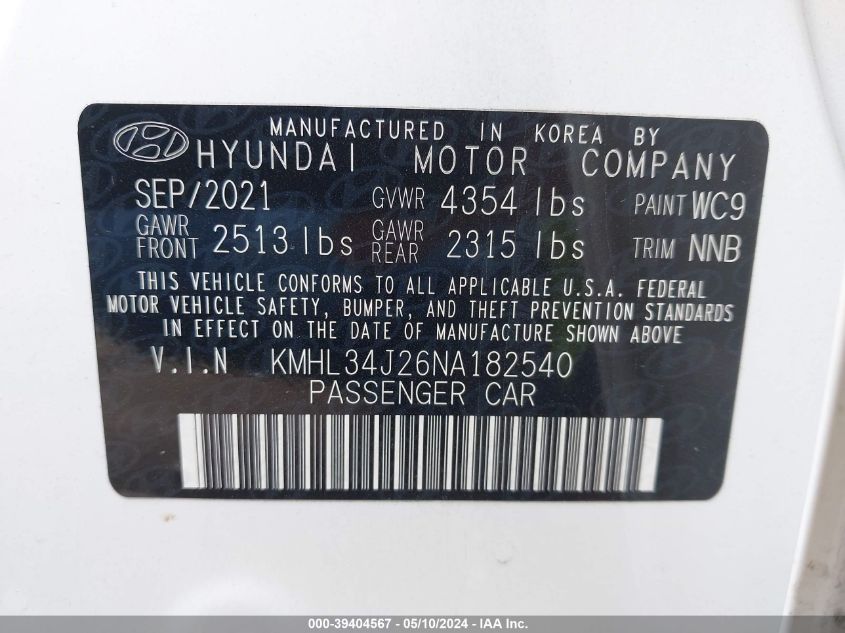 MANUFACTURED IN KOREA BY
HYUNDAI MOTOR COMPANY
SEP/2021 GVWR 4354 lbs PAINT WC9
GAWR FRONT 2513 lbs GAWR REAR 2315 lbs TRIM NNB
THIS VEHICLE CONFORMS TO ALL APPLICABLE U.S.A. FEDERAL
MOTOR VEHICLE SAFETY, BUMPER, AND THEFT PREVENTION STANDARDS
IN EFFECT ON THE DATE OF MANUFACTURE SHOWN ABOVE
V.I.N KMHL34J26NA182540
PASSENGER CAR
000-39404567 - 05/10/2024 - IAA Inc.